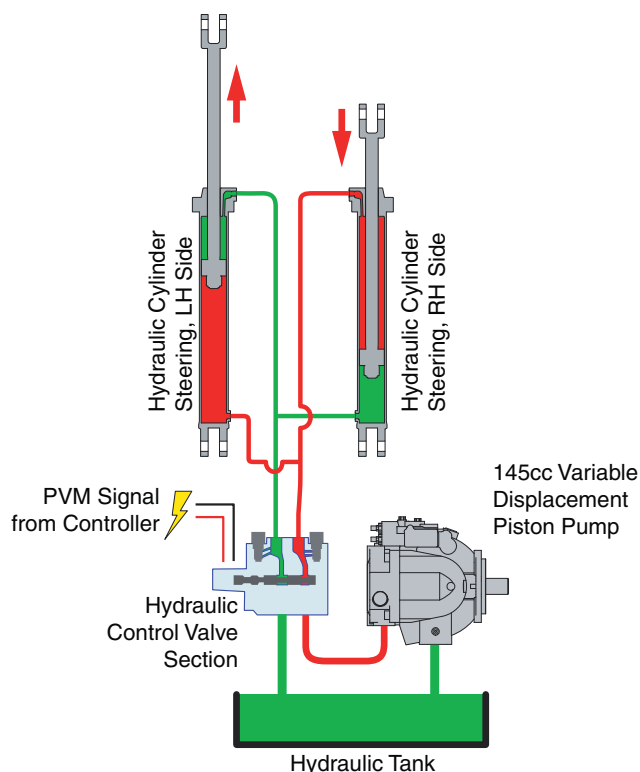 Hydraulic Cylinder
Steering, LH Side
Hydraulic Cylinder
Steering, RH Side
145cc Variable
Displacement
Piston Pump
PVM Signal
from Controller
Hydraulic
Control Valve
Section
Hydraulic Tank